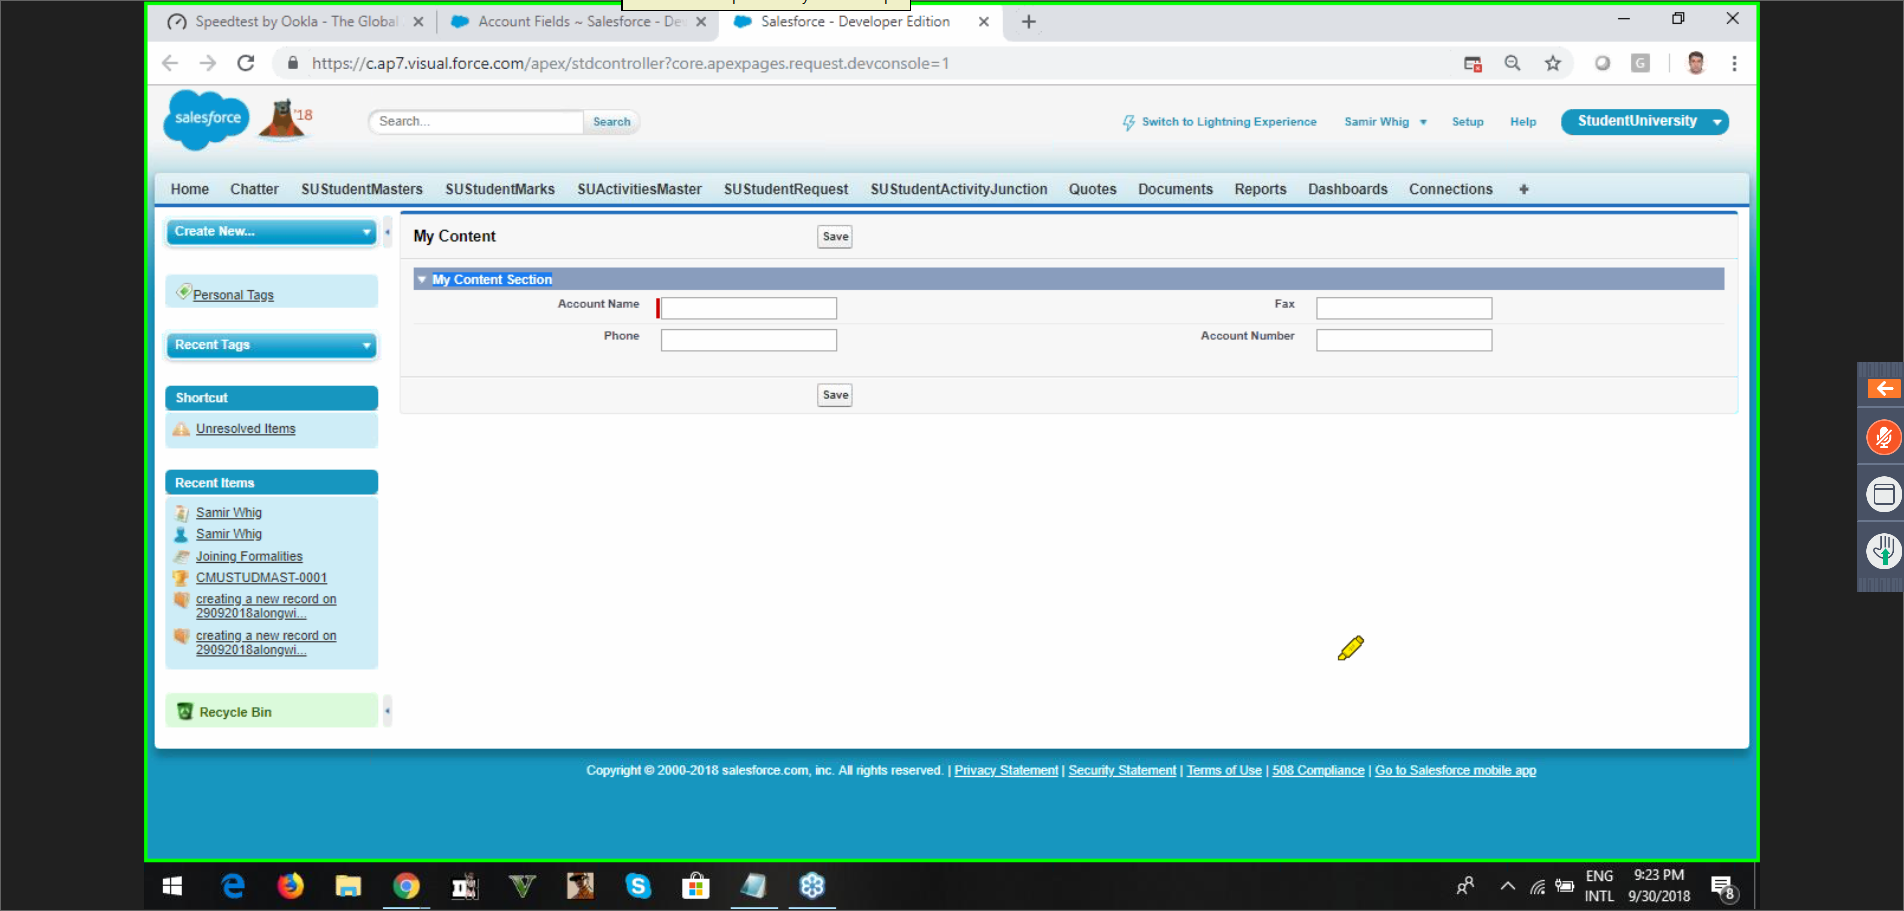 Speedtest by Ookla - The Global
Account Fields ~ Salesforce - De
Salesforce - Developer Edition
https://c.ap7.visual.force.com/apex/stdcontroller?core.apexpages.request.devconsole=1
G
salesforce
'18
Search...
Search
Switch to Lightning Experience
Samir Whig
Setup
Help
StudentUniversity
Home Chatter SUStudentMasters SUStudentMarks SUActivitiesMaster SUStudentRequest SUStudentActivityJunction Quotes Documents Reports Dashboards Connections +
Create New...
Personal Tags
Recent Tags
Shortcut
Unresolved Items
Recent Items
Samir Whig
Samir Whig
Joining Formalities
CMUSTUDMAST-0001
creating a new record on
29092018alongwi...
creating a new record on
29092018alongwi...
Recycle Bin
My Content
Save
My Content Section
Account Name
Fax
Phone
Account Number
Save
Copyright © 2000-2018 salesforce.com, inc. All rights reserved. | Privacy Statement | Security Statement | Terms of Use | 508 Compliance | Go to Salesforce mobile app
ENG
INTL
9:23 PM
9/30/2018
8